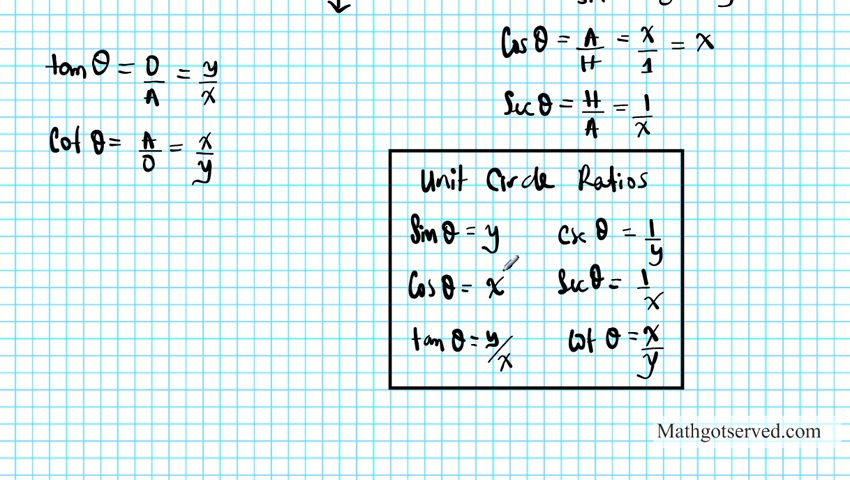 tan θ = O/A = y/x
Cot θ = A/O = x/y
Cos θ = A/H = x/1 = x
Sec θ = H/A = 1/x
Unit Circle Ratios
Sin θ = y
csc θ = 1/y
Cos θ = x
Sec θ = 1/x
tan θ = y/x
Cot θ = x/y
Mathgotserved.com